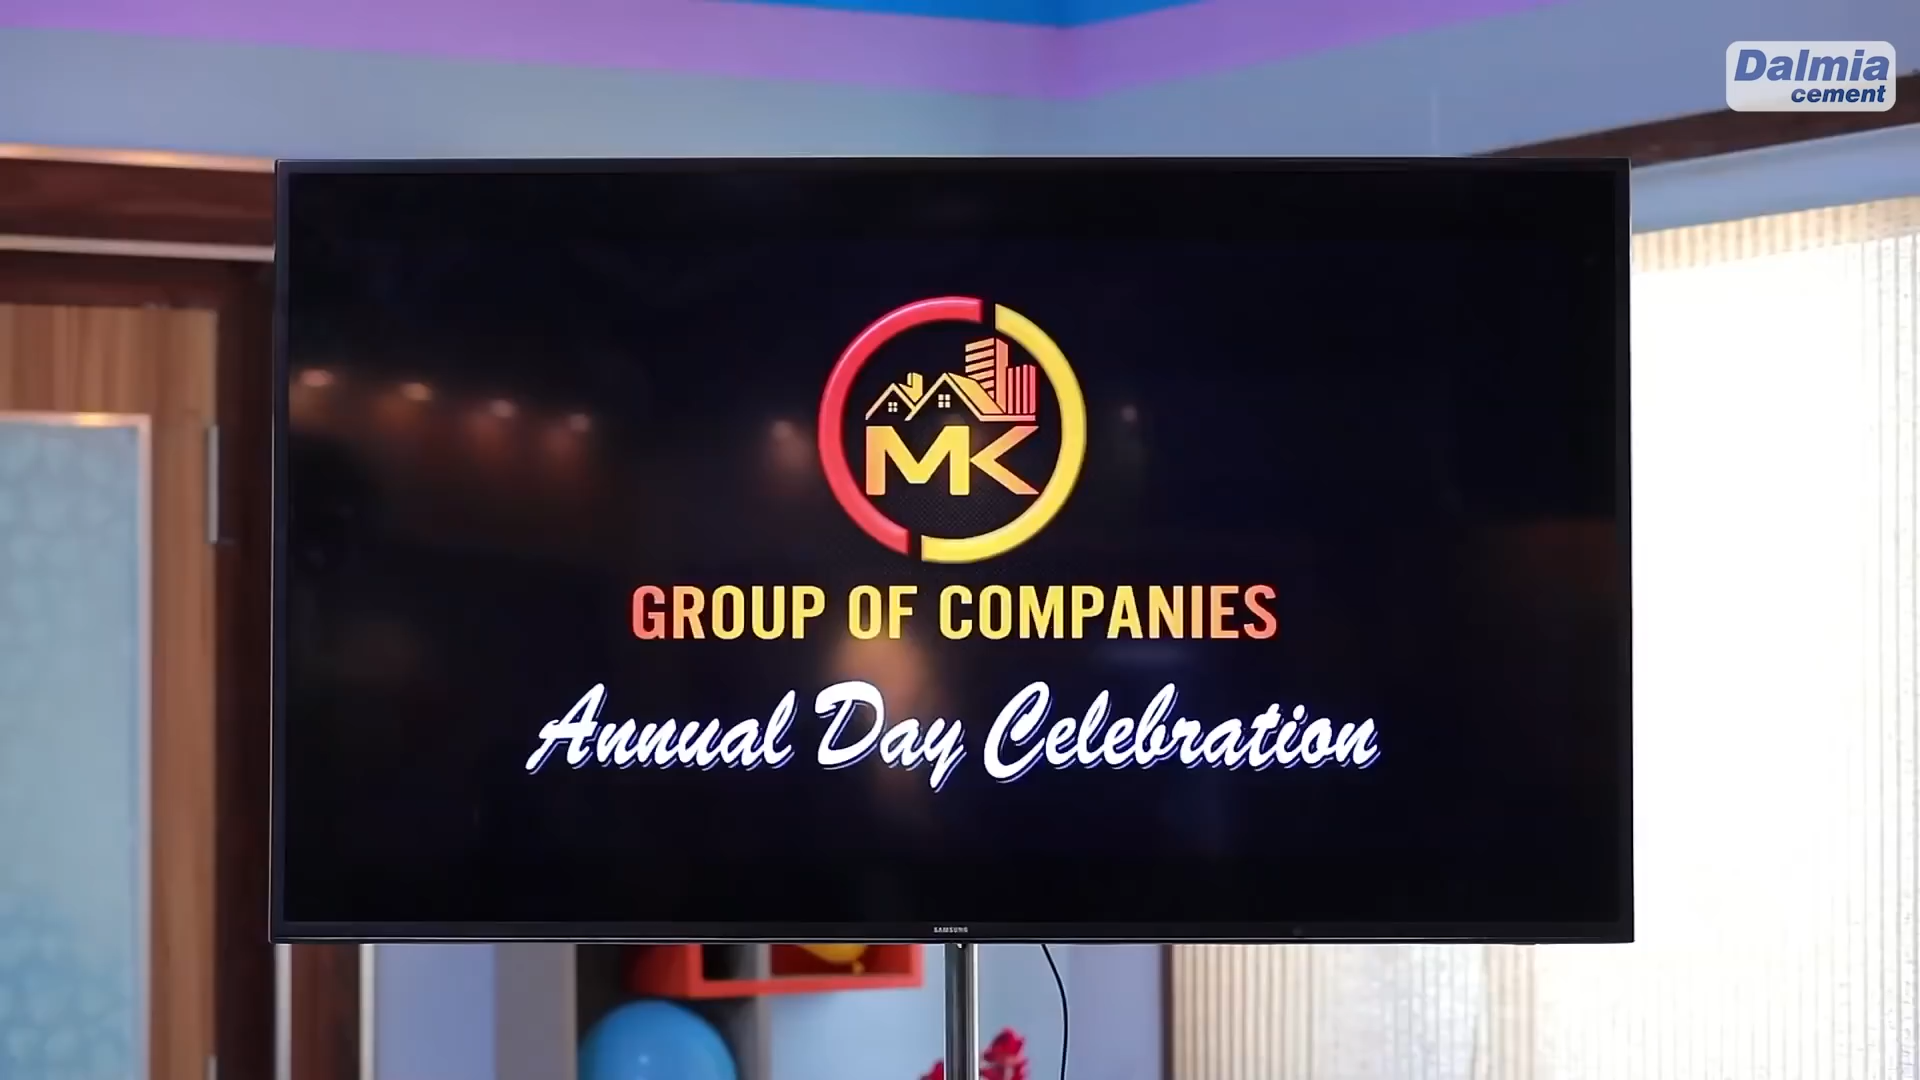 Dalmia
cement
MK
GROUP OF COMPANIES
Annual Day Celebration
SAMSUNG